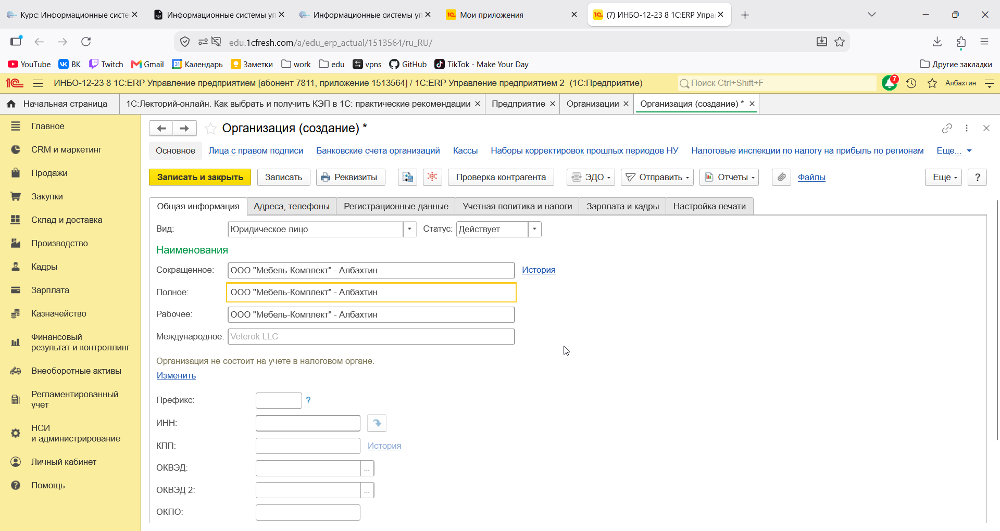 Курс: Информационные систе
Информационные системы уп
Информационные системы уп
Мои приложения
(7) ИНБО-12-23 8 1С:ERP Упра
edu.1cfresh.com/a/edu_erp_actual/1513564/ru_RU/
YouTube
ВК
Twitch
Gmail
Календарь
Заметки
work
edu
vpns
GitHub
TikTok - Make Your Day
Другие закладки
ИНБО-12-23 8 1С:ERP Управление предприятием [абонент 7811, приложение 1513564] / 1С:ERP Управление предприятием 2 (1С:Предприятие)
Поиск Ctrl+Shift+F
7
Албахтин
Начальная страница
1С:Лекторий-онлайн. Как выбрать и получить КЭП в 1С: практические рекомендации
Предприятие
Организации
Организация (создание) *
Главное
CRM и маркетинг
Продажи
Закупки
Склад и доставка
Производство
Кадры
Зарплата
Казначейство
Финансовый
результат и контроллинг
Внеоборотные активы
Регламентированный
учет
НСИ
и администрирование
Личный кабинет
Помощь
Организация (создание) *
Основное
Лица с правом подписи
Банковские счета организаций
Кассы
Наборы корректировок прошлых периодов НУ
Налоговые инспекции по налогу на прибыль по регионам
Еще...
Записать и закрыть
Записать
Реквизиты
Проверка контрагента
ЭДО
Отправить
Отчеты
Файлы
Еще
?
Общая информация
Адреса, телефоны
Регистрационные данные
Учетная политика и налоги
Зарплата и кадры
Настройка печати
Вид:
Юридическое лицо
Статус:
Действует
Наименования
Сокращенное:
ООО "Мебель-Комплект" - Албахтин
История
Полное:
ООО "Мебель-Комплект" - Албахтин
Рабочее:
ООО "Мебель-Комплект" - Албахтин
Международное:
Veterok LLC
Организация не состоит на учете в налоговом органе.
Изменить
Префикс:
?
ИНН:
КПП:
История
ОКВЭД:
...
ОКВЭД 2:
...
ОКПО: